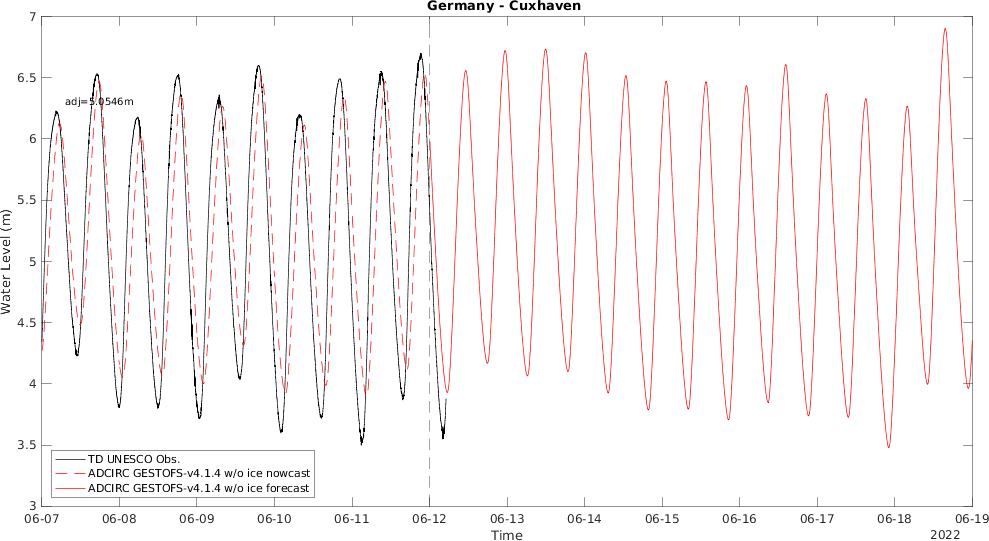 Germany - Cuxhaven
7
6.5
6
5.5
5
4.5
4
3.5
3
Water Level (m)
adj=5.0546m
TD UNESCO Obs.
ADCIRC GESTOFS-v4.1.4 w/o ice nowcast
ADCIRC GESTOFS-v4.1.4 w/o ice forecast
06-07 06-08 06-09 06-10 06-11 06-12 06-13 06-14 06-15 06-16 06-17 06-18 06-19
Time
2022